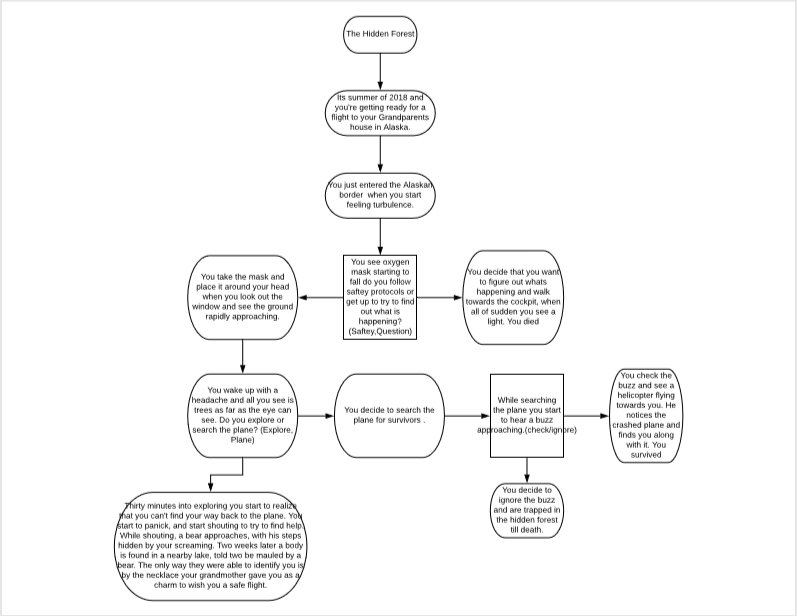 The Hidden Forest
Its summer of 2018 and
you're getting ready for a
flight to your Grandparents
house in Alaska.
You just entered the Alaskan
border when you start
feeling turbulence.
You see oxygen
mask starting to
fall do you follow
saftey protocols or
get up to try to find
out what is
happening?
(Saftey,Question)
You take the mask and
place it around your head
when you look out the
window and see the ground
rapidly approaching.
You decide that you want
to figure out whats
happening and walk
towards the cockpit, when
all of sudden you see a
light. You died
You wake up with a
headache and all you see is
trees as far as the eye can
see. Do you explore or
search the plane? (Explore,
Plane)
You decide to search the
plane for survivors .
While searching
the plane you start
to hear a buzz
approaching.(check/ignore)
You check the
buzz and see a
helicopter flying
towards you. He
notices the
crashed plane and
finds you along
with it. You
survived
You decide to
ignore the buzz
and are trapped in
the hidden forest
till death.
Thirty minutes into exploring you start to realize
that you can't find your way back to the plane. You
start to panick, and start shouting to try to find help.
While shouting, a bear approaches, with his steps
hidden by your screaming. Two weeks later a body
is found in a nearby lake, told two be mauled by a
bear. The only way they were able to identify you is
by the necklace your grandmother gave you as a
charm to wish you a safe flight.